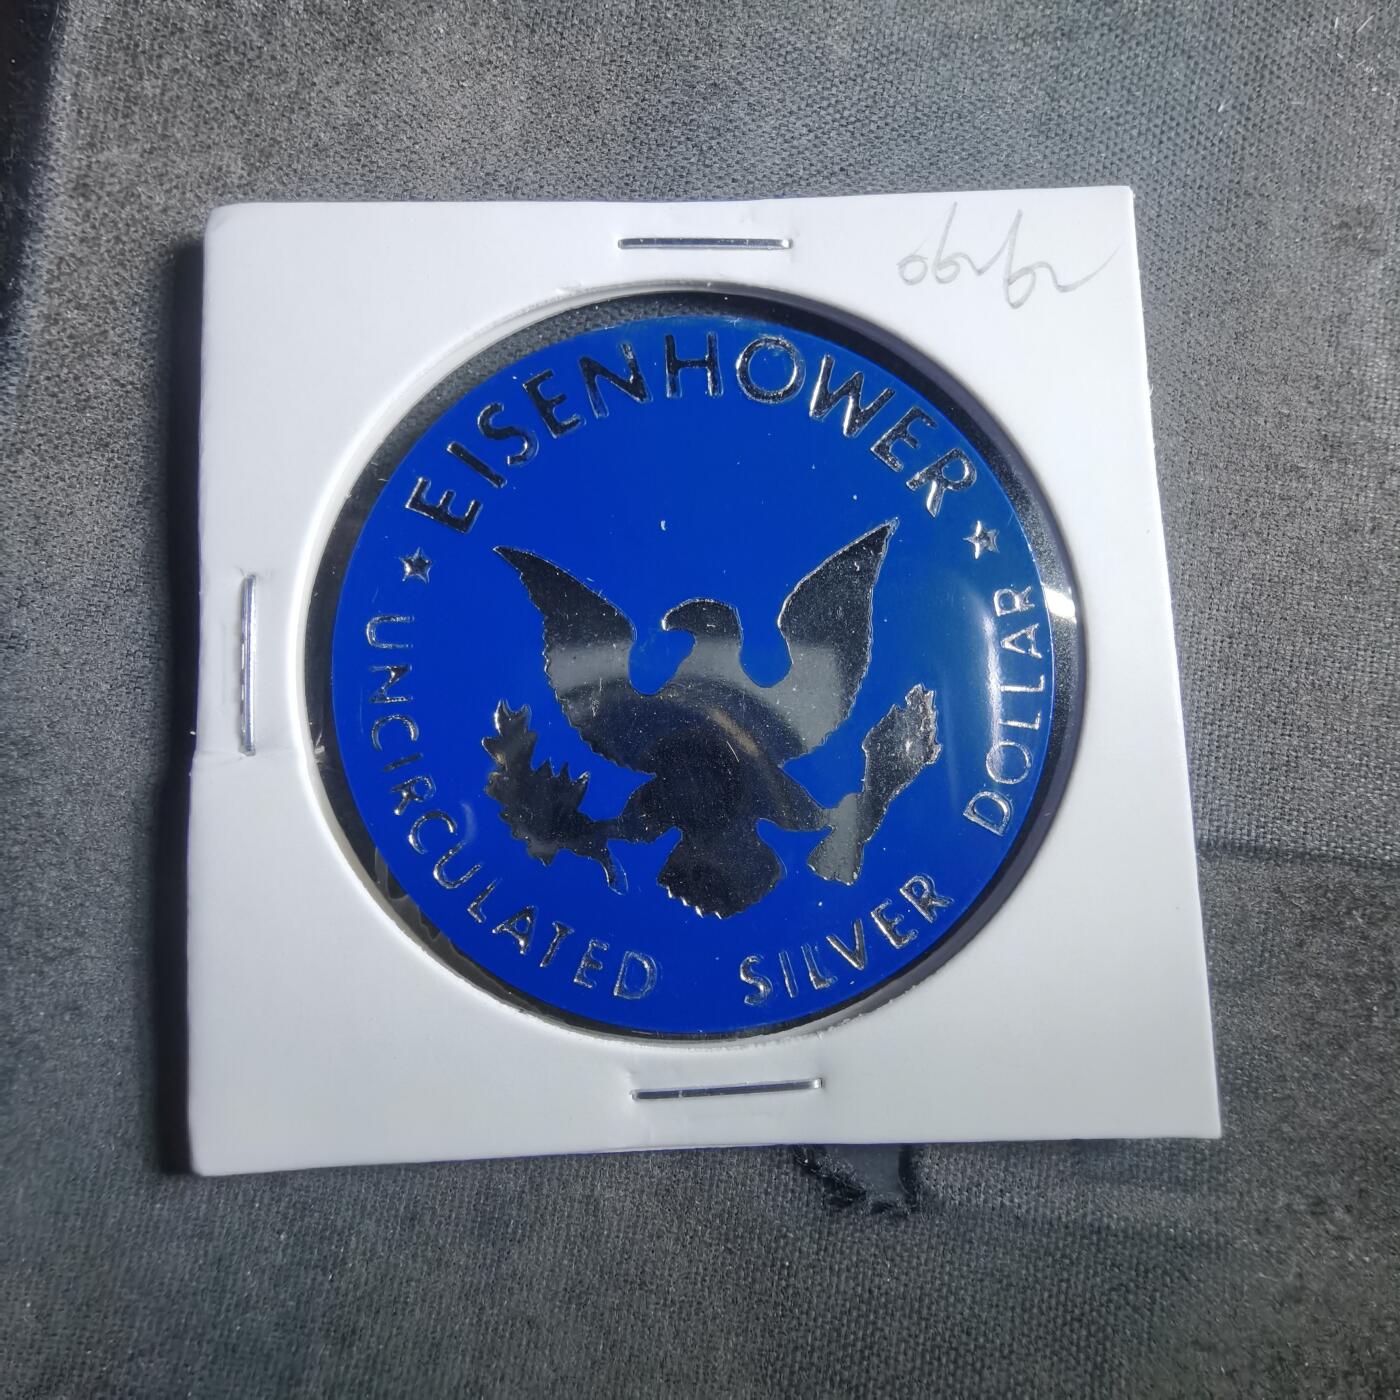 EISENHOWER
UNCIRCULATED SILVER DOLLAR